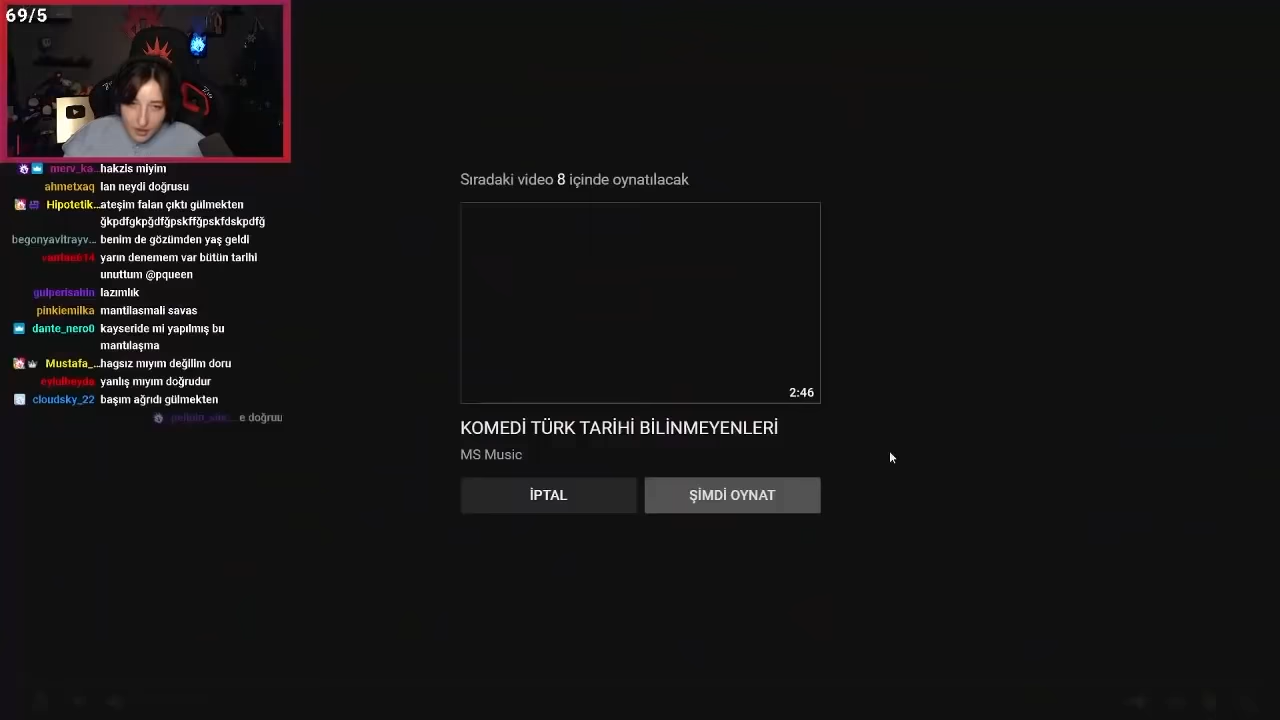 69/5
merv_ka... hakzis miyim
ahmetxaq lan neydi doğrusu
Hipotetik... ateşim falan çıktı gülmekten
ğkpdfgkpğdfğpskffğpskfdskpdfğ
begonyavitrayv... benim de gözümden yaş geldi
yarın denemem var bütün tarihi
unuttum @pqueen
gulperisahin lazımlık
pinkiemilka mantilasmali savas
dante_nero0 kayseride mi yapılmış bu
mantılaşma
Mustafa_... hagsız mıyım değilim doru
eylulbeyda yanlış mıyım doğrudur
cloudsky_22 başım ağrıdı gülmekten
e doğruu
Sıradaki video 8 içinde oynatılacak
2:46
KOMEDİ TÜRK TARİHİ BİLİNMEYENLERİ
MS Music
İPTAL
ŞİMDİ OYNAT